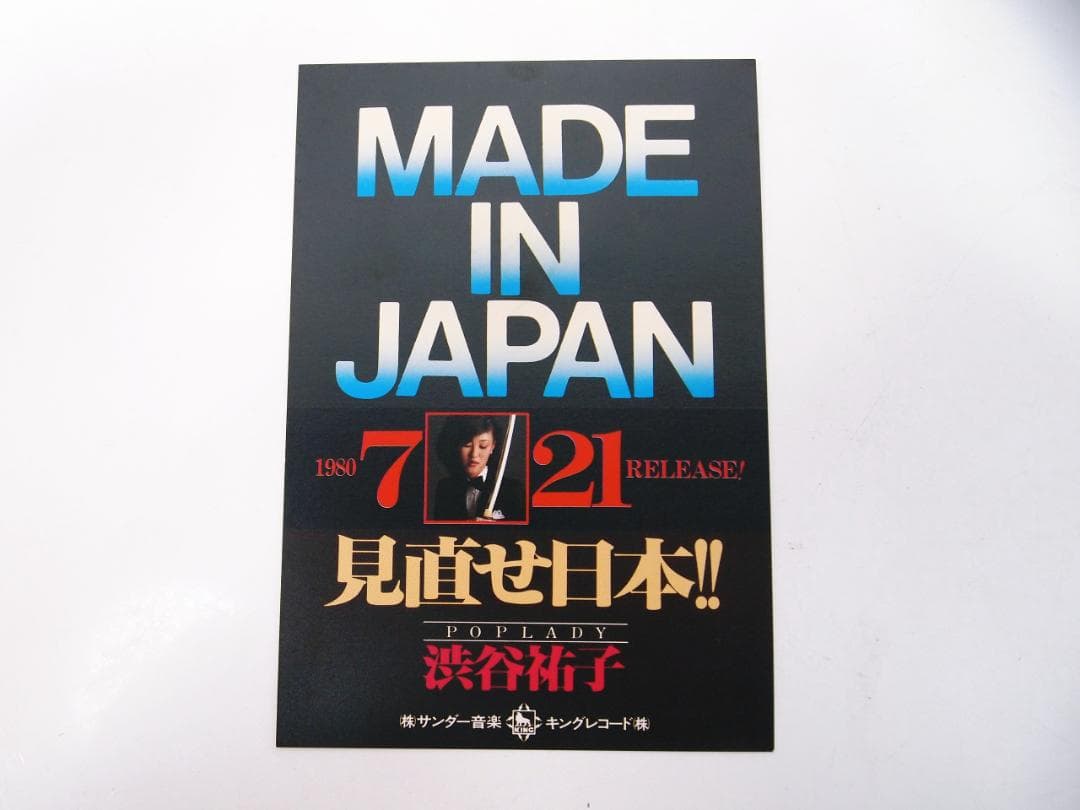 MADE
IN
JAPAN
1980 7 21 RELEASE!
見直せ日本!!
POPLADY
渋谷祐子
㈱サンダー音楽 KING キングレコード㈱